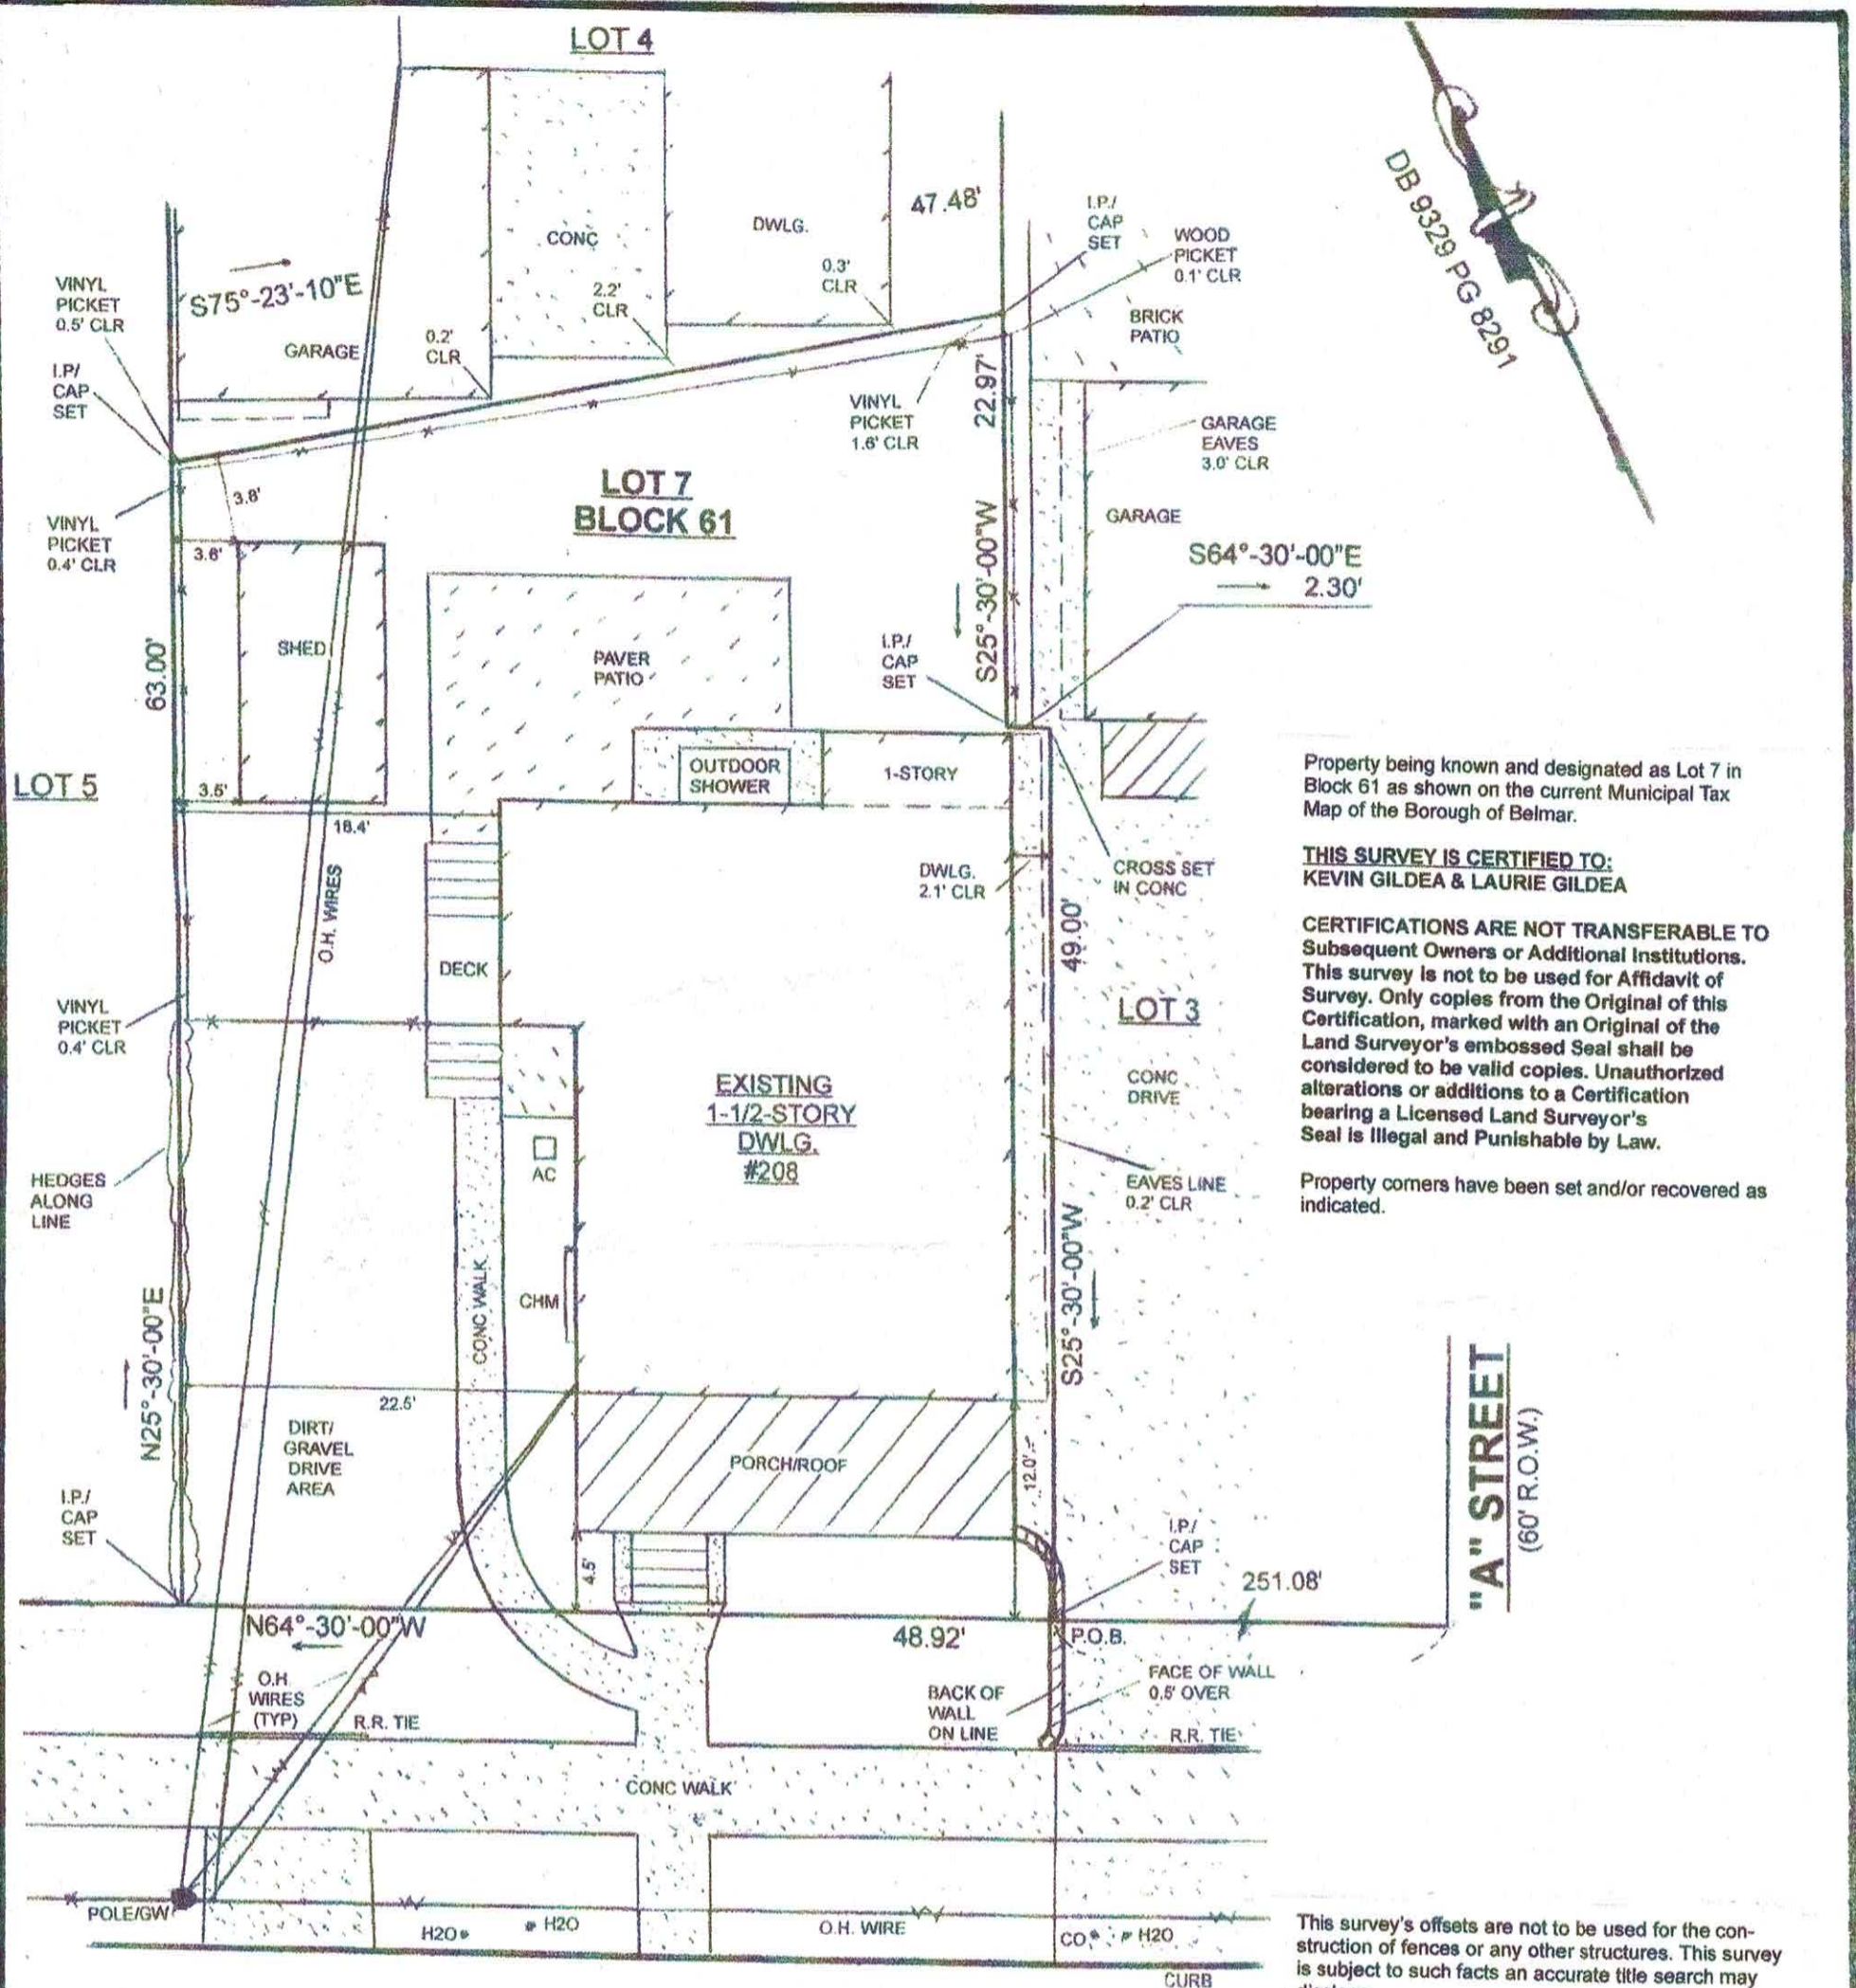 LOT 4
CONC
DWLG.
47.48'
I.P./
CAP
SET
WOOD
PICKET
0.1' CLR
DB 9329 PG 8291
VINYL
PICKET
0.5' CLR
S75°-23'-10"E
2.2'
CLR
0.3'
CLR
BRICK
PATIO
GARAGE
0.2'
CLR
I.P/
CAP
SET
VINYL
PICKET
1.6' CLR
22.97'
GARAGE
EAVES
3.0' CLR
LOT 7
BLOCK 61
3.8'
VINYL
PICKET
0.4' CLR
3.6'
GARAGE
S25°-30'-00"W
S64°-30'-00"E
2.30'
SHED
PAVER
PATIO
I.P./
CAP
SET
63.00'
LOT 5
3.5'
18.4'
OUTDOOR
SHOWER
1-STORY
Property being known and designated as Lot 7 in
Block 61 as shown on the current Municipal Tax
Map of the Borough of Belmar.
THIS SURVEY IS CERTIFIED TO:
KEVIN GILDEA & LAURIE GILDEA
CERTIFICATIONS ARE NOT TRANSFERABLE TO
Subsequent Owners or Additional Institutions.
This survey is not to be used for Affidavit of
Survey. Only copies from the Original of this
Certification, marked with an Original of the
Land Surveyor's embossed Seal shall be
considered to be valid copies. Unauthorized
alterations or additions to a Certification
bearing a Licensed Land Surveyor's
Seal is Illegal and Punishable by Law.
Property corners have been set and/or recovered as
indicated.
O.H. WIRES
DWLG.
2.1' CLR
CROSS SET
IN CONC
49.00'
DECK
VINYL
PICKET
0.4' CLR
LOT 3
CONC
DRIVE
EXISTING
1-1/2-STORY
DWLG.
#208
AC
HEDGES
ALONG
LINE
EAVES LINE
0.2' CLR
S25°-30'-00"W
CONC WALK
CHM
N25°-30'-00"E
22.5'
DIRT/
GRAVEL
DRIVE
AREA
PORCH/ROOF
12.0'
"A" STREET
(60' R.O.W.)
I.P./
CAP
SET
I.P./
CAP
SET
4.5'
251.08'
N64°-30'-00"W
48.92'
P.O.B.
O.H.
WIRES
(TYP)
R.R. TIE
BACK OF
WALL
ON LINE
FACE OF WALL
0.5' OVER
R.R. TIE
CONC WALK
POLE/GW
H2O
H2O
O.H. WIRE
CO
H2O
CURB
This survey's offsets are not to be used for the con-
struction of fences or any other structures. This survey
is subject to such facts an accurate title search may